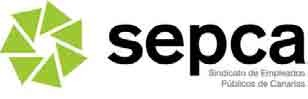 sepca
Sindicato de Empleados
Públicos de Canarias